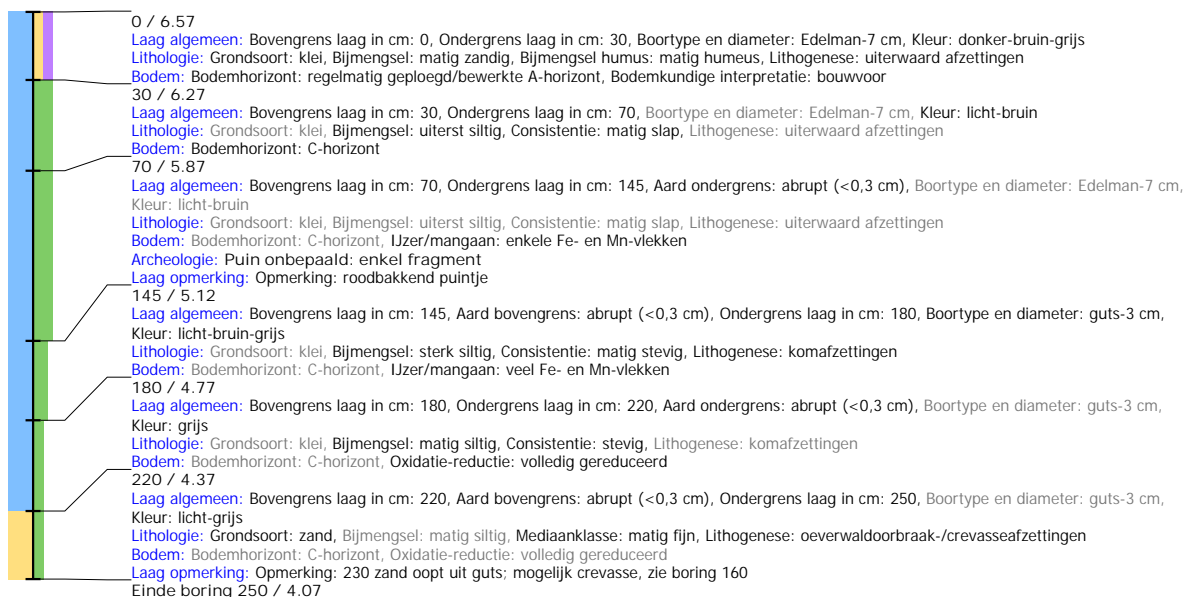 0 / 6.57
Laag algemeen: Bovengrens laag in cm: 0, Ondergrens laag in cm: 30, Boortype en diameter: Edelman-7 cm, Kleur: donker-bruin-grijs
Lithologie: Grondsoort: klei, Bijmengsel: matig zandig, Bijmengsel humus: matig humeus, Lithogenese: uiterwaard afzettingen
Bodem: Bodemhorizont: regelmatig geploegd/bewerkte A-horizont, Bodemkundige interpretatie: bouwvoor
30 / 6.27
Laag algemeen: Bovengrens laag in cm: 30, Ondergrens laag in cm: 70, Boortype en diameter: Edelman-7 cm, Kleur: licht-bruin
Lithologie: Grondsoort: klei, Bijmengsel: uiterst siltig, Consistentie: matig slap, Lithogenese: uiterwaard afzettingen
Bodem: Bodemhorizont: C-horizont
70 / 5.87
Laag algemeen: Bovengrens laag in cm: 70, Ondergrens laag in cm: 145, Aard ondergrens: abrupt (<0,3 cm), Boortype en diameter: Edelman-7 cm,
Kleur: licht-bruin
Lithologie: Grondsoort: klei, Bijmengsel: uiterst siltig, Consistentie: matig slap, Lithogenese: uiterwaard afzettingen
Bodem: Bodemhorizont: C-horizont, IJzer/mangaan: enkele Fe- en Mn-vlekken
Archeologie: Puin onbepaald: enkel fragment
Laag opmerking: Opmerking: roodbakkend puintje
145 / 5.12
Laag algemeen: Bovengrens laag in cm: 145, Aard bovengrens: abrupt (<0,3 cm), Ondergrens laag in cm: 180, Boortype en diameter: guts-3 cm,
Kleur: licht-bruin-grijs
Lithologie: Grondsoort: klei, Bijmengsel: sterk siltig, Consistentie: matig stevig, Lithogenese: komafzettingen
Bodem: Bodemhorizont: C-horizont, IJzer/mangaan: veel Fe- en Mn-vlekken
180 / 4.77
Laag algemeen: Bovengrens laag in cm: 180, Ondergrens laag in cm: 220, Aard ondergrens: abrupt (<0,3 cm), Boortype en diameter: guts-3 cm,
Kleur: grijs
Lithologie: Grondsoort: klei, Bijmengsel: matig siltig, Consistentie: stevig, Lithogenese: komafzettingen
Bodem: Bodemhorizont: C-horizont, Oxidatie-reductie: volledig gereduceerd
220 / 4.37
Laag algemeen: Bovengrens laag in cm: 220, Aard bovengrens: abrupt (<0,3 cm), Ondergrens laag in cm: 250, Boortype en diameter: guts-3 cm,
Kleur: licht-grijs
Lithologie: Grondsoort: zand, Bijmengsel: matig siltig, Mediaanklasse: matig fijn, Lithogenese: oeverwaldoorbraak-/crevasseafzettingen
Bodem: Bodemhorizont: C-horizont, Oxidatie-reductie: volledig gereduceerd
Laag opmerking: Opmerking: 230 zand oopt uit guts; mogelijk crevasse, zie boring 160
Einde boring 250 / 4.07